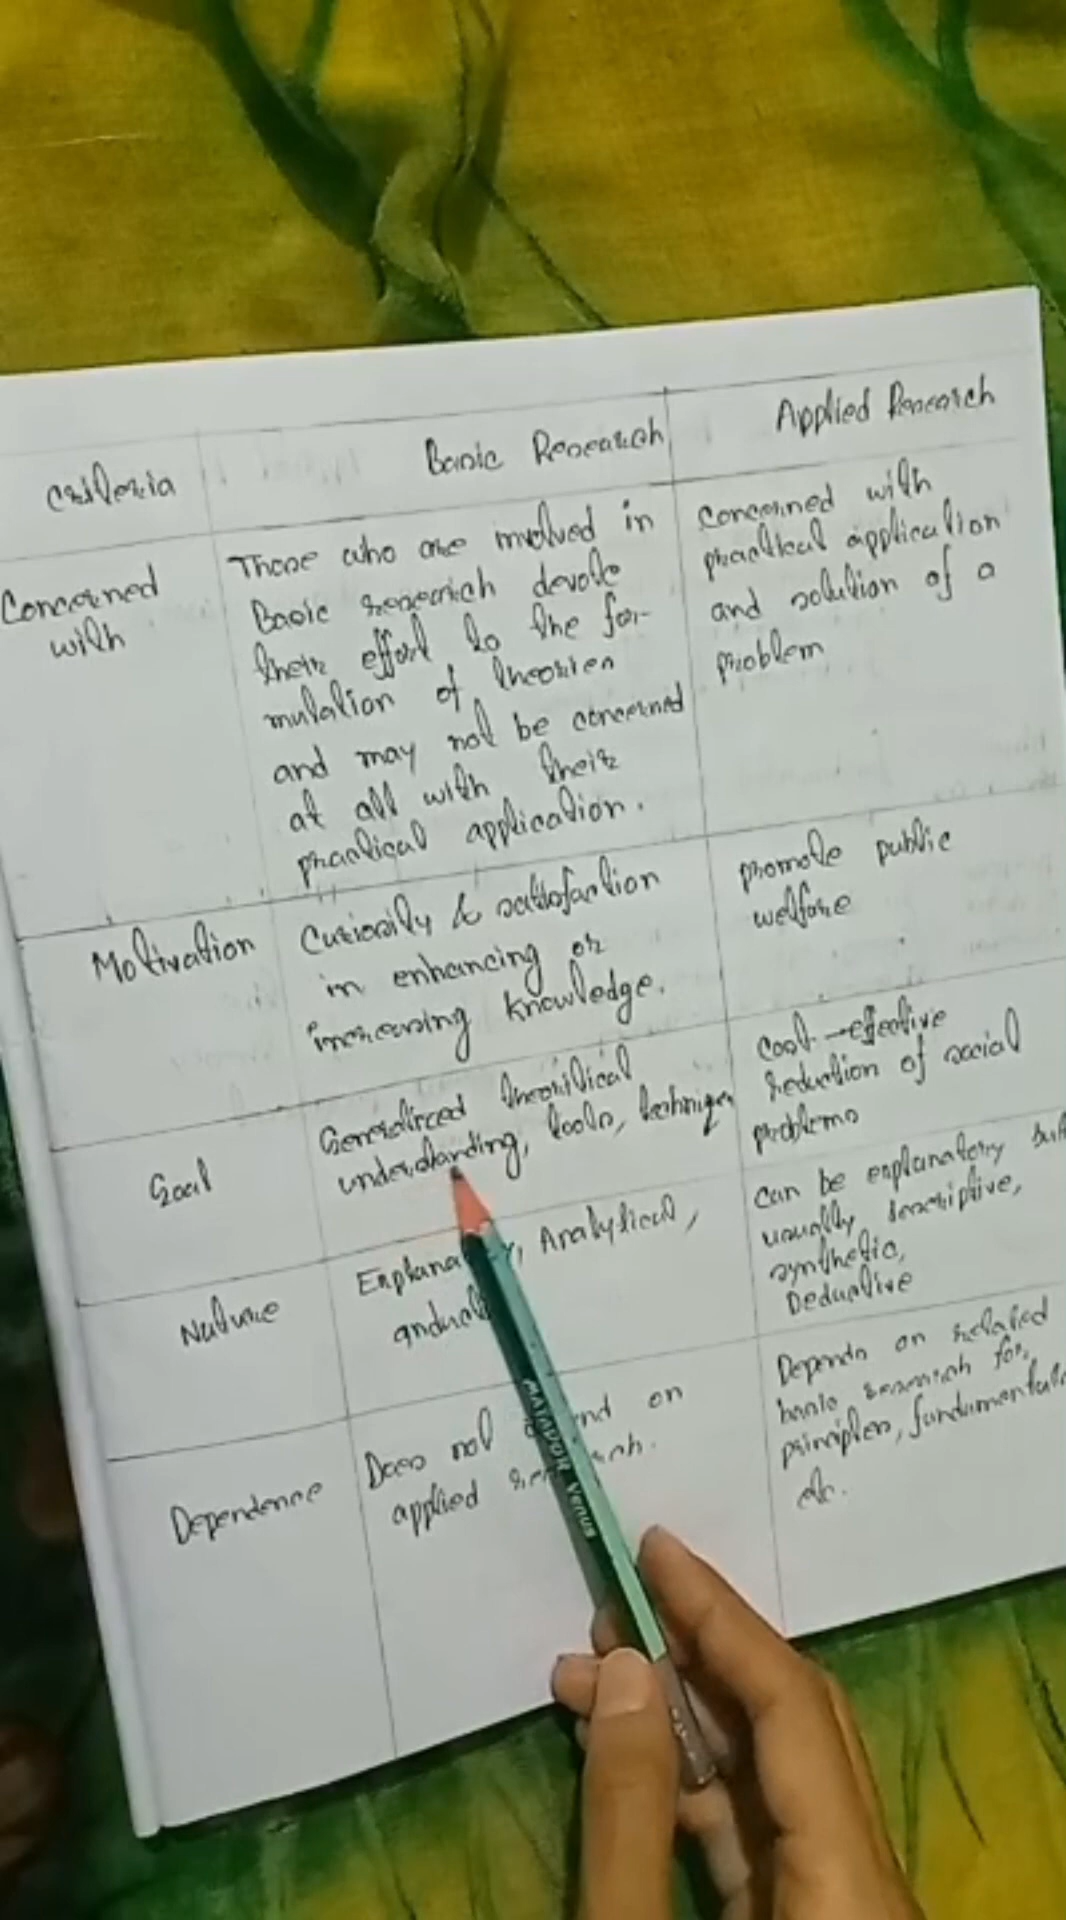 Criteria
Basic Research
Applied Research
Concerned
with
Those who are involved in
Basic research devote
their effort to the for-
mulation of theories
and may not be concerned
at all with their
practical application.
Concerned with
practical application
and solution of a
problem
Motivation
Curiosity & satisfaction
in enhancing or
increasing knowledge.
promote public
welfare
Goal
theoritical
understanding, tools,
Cost-effective
reduction of social
problems
Nature
Analytical,
Can be explanatory but
usually descriptive,
synthetic,
Deductive
Dependence
Does not on
applied
Depends on related
basic research for,
principles, fundamentals
etc.
MATADOR Venus